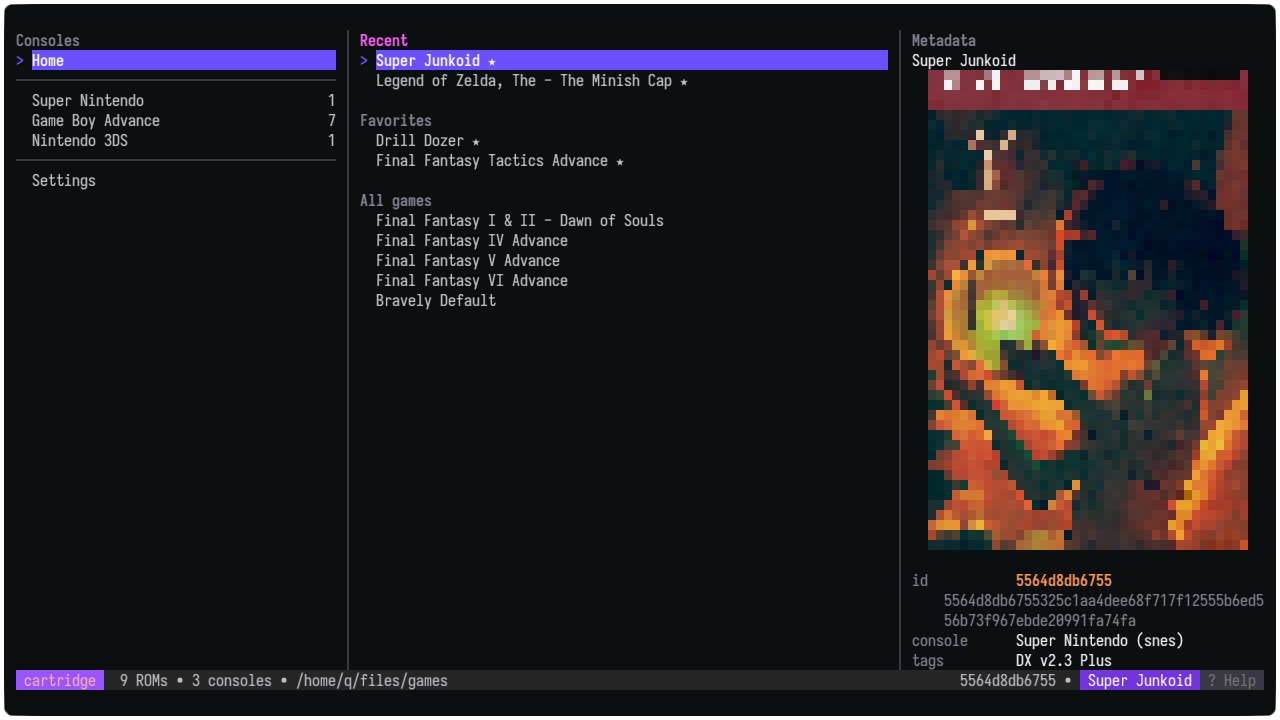 Consoles
> Home
Super Nintendo 1
Game Boy Advance 7
Nintendo 3DS 1
Settings
Recent
> Super Junkoid ★
Legend of Zelda, The - The Minish Cap ★
Favorites
Drill Dozer ★
Final Fantasy Tactics Advance ★
All games
Final Fantasy I & II - Dawn of Souls
Final Fantasy IV Advance
Final Fantasy V Advance
Final Fantasy VI Advance
Bravely Default
Metadata
Super Junkoid
id 5564d8db6755
5564d8db6755325c1aa4dee68f717f12555b6ed5
56b73f967ebde20991fa74fa
console Super Nintendo (snes)
tags DX v2.3 Plus
cartridge 9 ROMs • 3 consoles • /home/q/files/games 5564d8db6755 • Super Junkoid ? Help